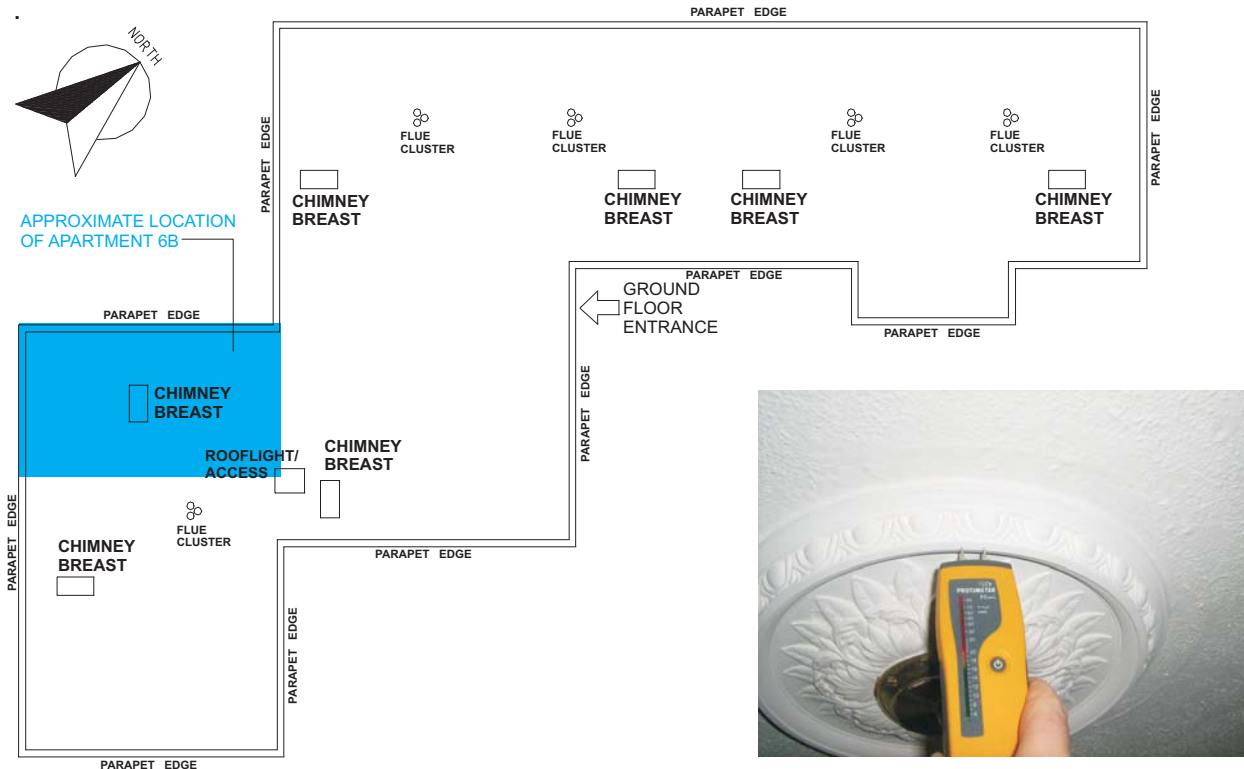 .
PARAPET EDGE
NORTH
PARAPET EDGE
PARAPET EDGE
PARAPET EDGE
FLUE
CLUSTER
FLUE
CLUSTER
FLUE
CLUSTER
FLUE
CLUSTER
CHIMNEY
BREAST
CHIMNEY
BREAST
CHIMNEY
BREAST
CHIMNEY
BREAST
APPROXIMATE LOCATION
OF APARTMENT 6B
PARAPET EDGE
GROUND
FLOOR
ENTRANCE
PARAPET EDGE
PARAPET EDGE
PARAPET EDGE
CHIMNEY
BREAST
ROOFLIGHT/
ACCESS
CHIMNEY
BREAST
FLUE
CLUSTER
PARAPET EDGE
CHIMNEY
BREAST
PARAPET EDGE
PARAPET EDGE
PARAPET EDGE
PROTIMETER